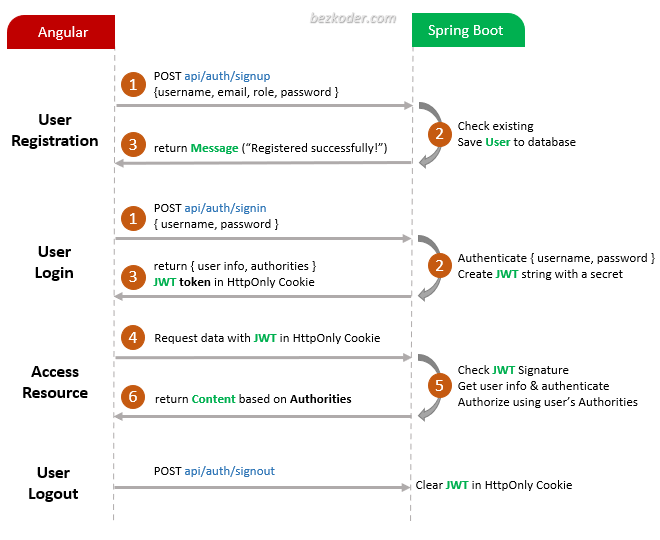 bezkoder.com
Angular
Spring Boot
User
Registration
1
POST api/auth/signup
{username, email, role, password }
2
Check existing
Save User to database
3
return Message (“Registered successfully!”)
User
Login
1
POST api/auth/signin
{ username, password }
2
Authenticate { username, password }
Create JWT string with a secret
3
return { user info, authorities }
JWT token in HttpOnly Cookie
Access
Resource
4
Request data with JWT in HttpOnly Cookie
5
Check JWT Signature
Get user info & authenticate
Authorize using user’s Authorities
6
return Content based on Authorities
User
Logout
POST api/auth/signout
Clear JWT in HttpOnly Cookie